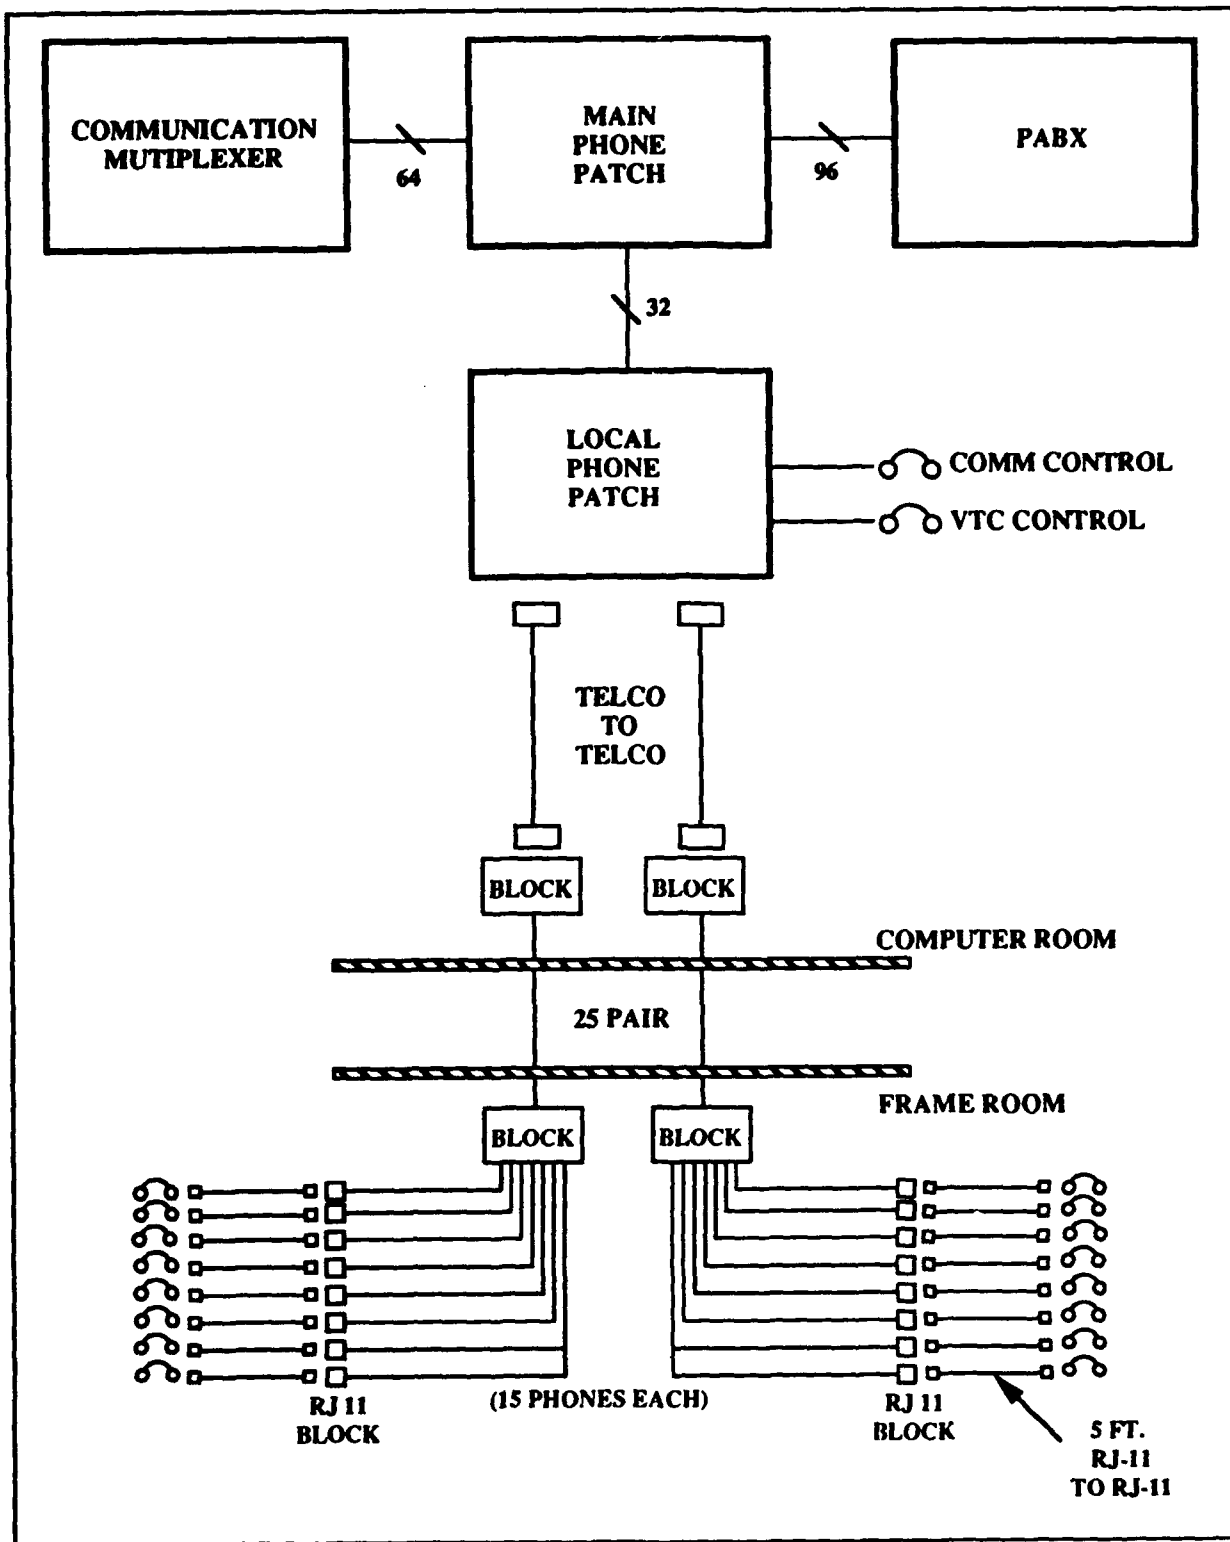 COMMUNICATION
MUTIPLEXER
64
MAIN
PHONE
PATCH
96
PABX
32
LOCAL
PHONE
PATCH
COMM CONTROL
VTC CONTROL
TELCO
TO
TELCO
BLOCK
BLOCK
COMPUTER ROOM
25 PAIR
FRAME ROOM
BLOCK
BLOCK
RJ 11
BLOCK
(15 PHONES EACH)
RJ 11
BLOCK
5 FT.
RJ-11
TO RJ-11